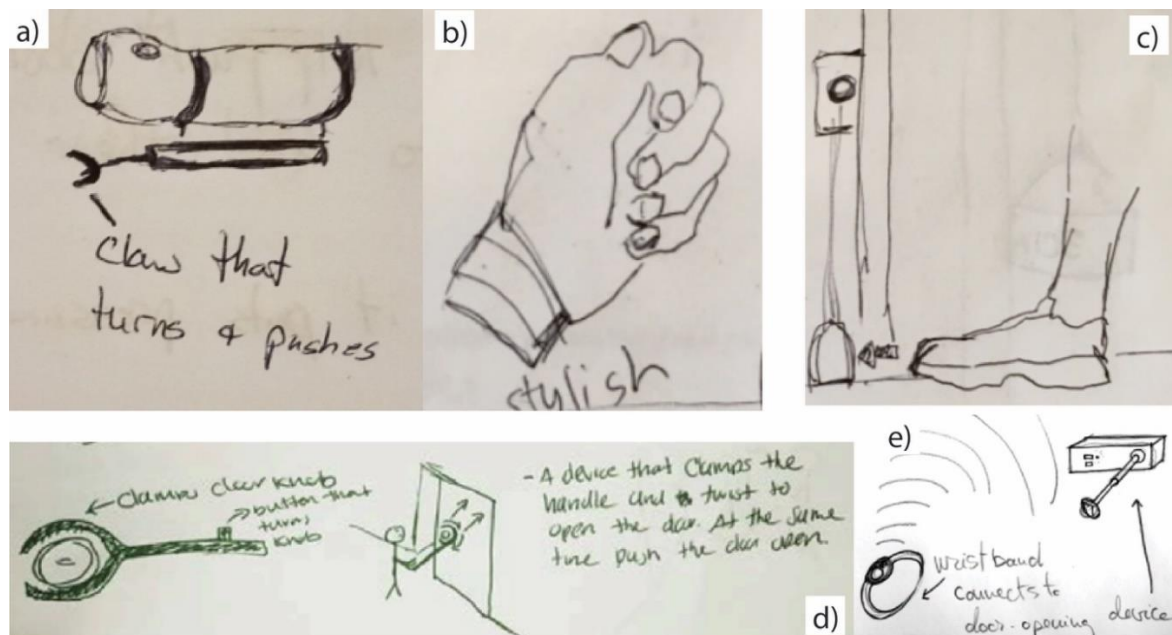 a)
Claw that
turns & pushes
b)
stylish
c)
clamps door knob
button that
turns
knob
- A device that clamps the
handle and twist to
open the door. At the same
time push the door open.
d)
e)
wristband
connects to
door-opening device